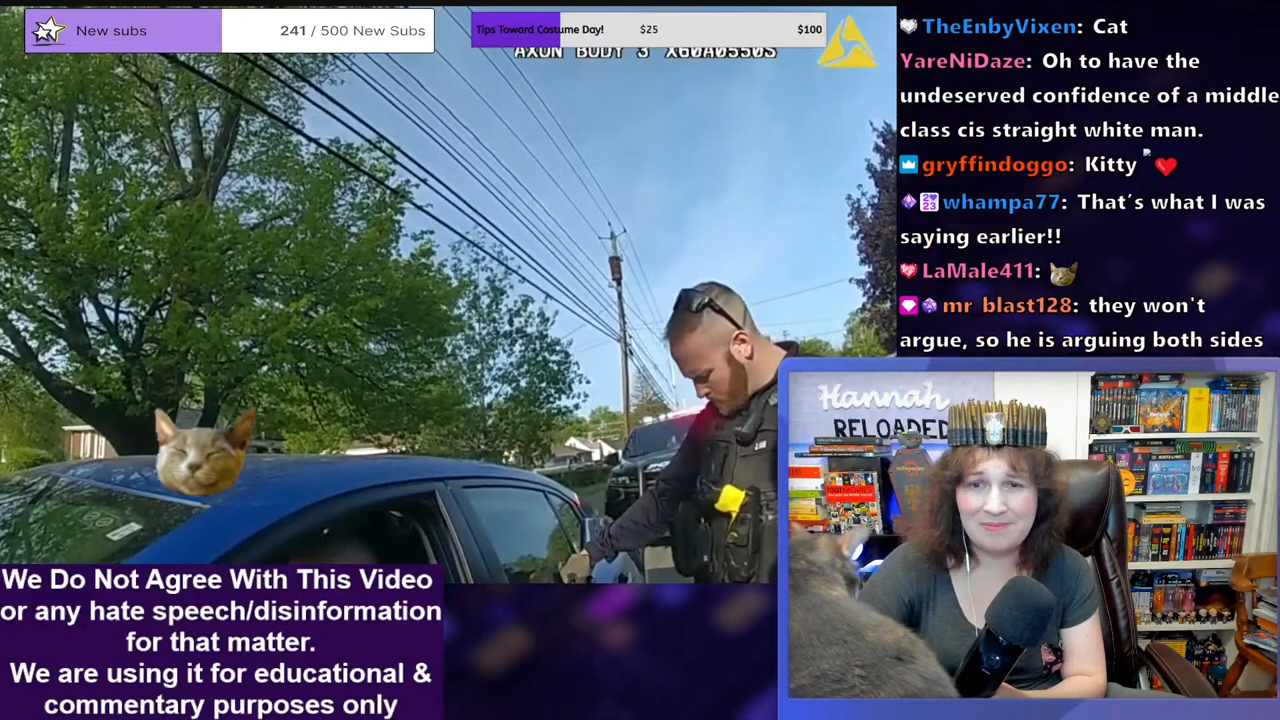 New subs
241 / 500 New Subs
Tips Toward Costume Day!
$25
$100
AXON BODY 3 X60A0550S
TheEnbyVixen: Cat
YareNiDaze: Oh to have the
undeserved confidence of a middle
class cis straight white man.
gryffindoggo: Kitty
whampa77: That's what I was
saying earlier!!
LaMale411:
mr_blast128: they won't
argue, so he is arguing both sides
Hannah
RELOADED
We Do Not Agree With This Video
or any hate speech/disinformation
for that matter.
We are using it for educational &
commentary purposes only